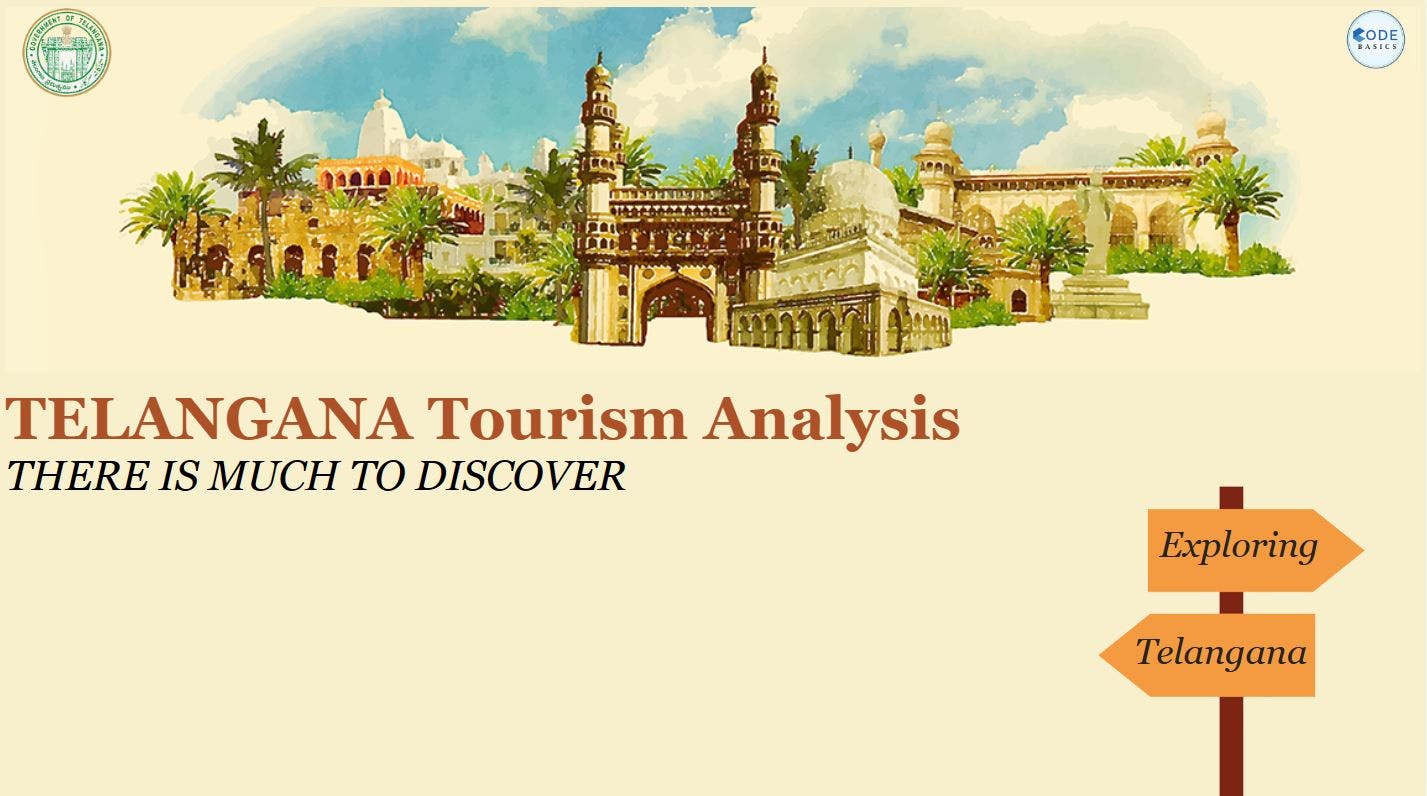 GOVERNMENT OF TELANGANA
CODE
BASICS
TELANGANA Tourism Analysis
THERE IS MUCH TO DISCOVER
Exploring
Telangana